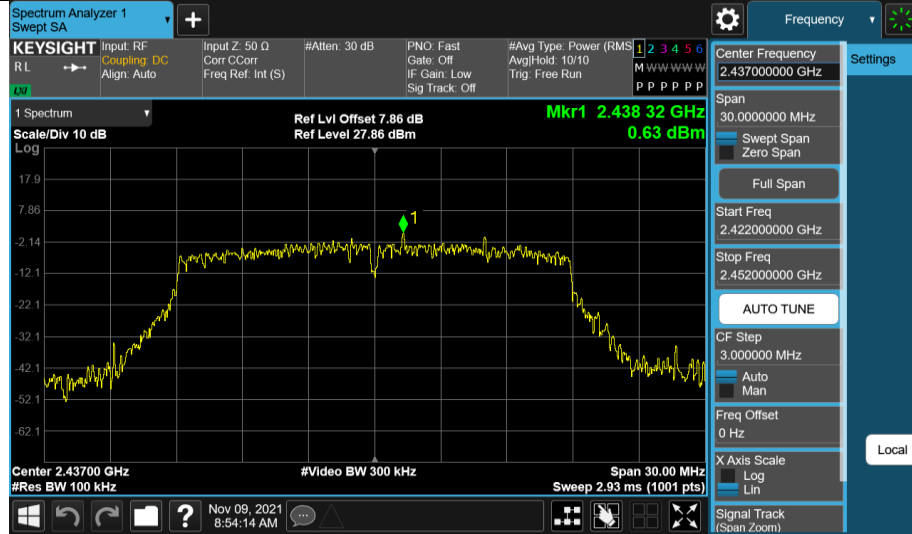 Spectrum Analyzer 1
Swept SA
+
Frequency
KEYSIGHT
R L
LXI
Input: RF
Coupling: DC
Align: Auto
Input Z: 50 Ω
Corr CCorr
Freq Ref: Int (S)
#Atten: 30 dB
PNO: Fast
Gate: Off
IF Gain: Low
Sig Track: Off
#Avg Type: Power (RMS
Avg|Hold: 10/10
Trig: Free Run
1 2 3 4 5 6
M W W W W W
P P P P P P
1 Spectrum
Scale/Div 10 dB
Log
Ref Lvl Offset 7.86 dB
Ref Level 27.86 dBm
Mkr1 2.438 32 GHz
0.63 dBm
17.9
7.86
-2.14
-12.1
-22.1
-32.1
-42.1
-52.1
-62.1
1
Center 2.43700 GHz
#Res BW 100 kHz
#Video BW 300 kHz
Span 30.00 MHz
Sweep 2.93 ms (1001 pts)
?
Nov 09, 2021
8:54:14 AM
Center Frequency
2.437000000 GHz
Span
30.0000000 MHz
Swept Span
Zero Span
Full Span
Start Freq
2.422000000 GHz
Stop Freq
2.452000000 GHz
AUTO TUNE
CF Step
3.000000 MHz
Auto
Man
Freq Offset
0 Hz
X Axis Scale
Log
Lin
Signal Track
(Span Zoom)
Settings
Local